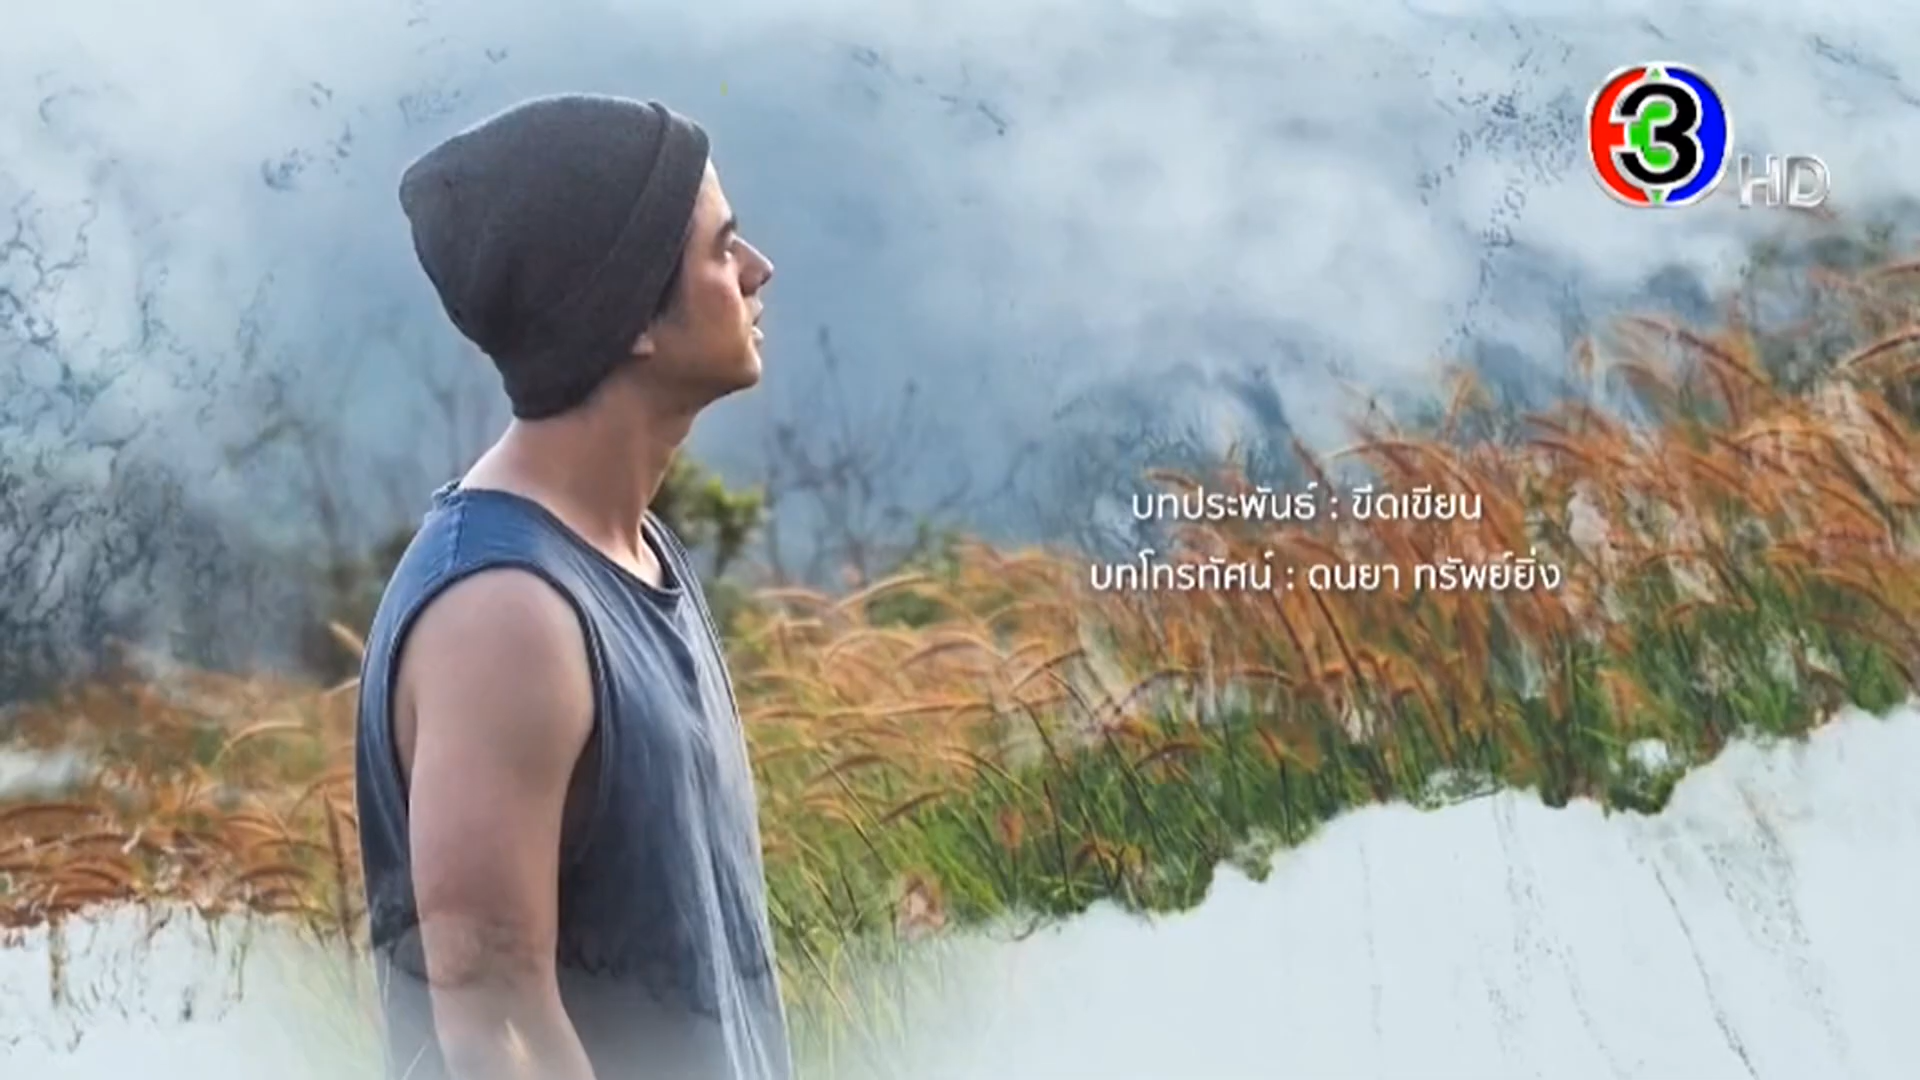 3 HD
บทประพันธ์ : ขีดเขียน
บทโทรทัศน์ : ดนยา ทรัพย์ยิ่ง